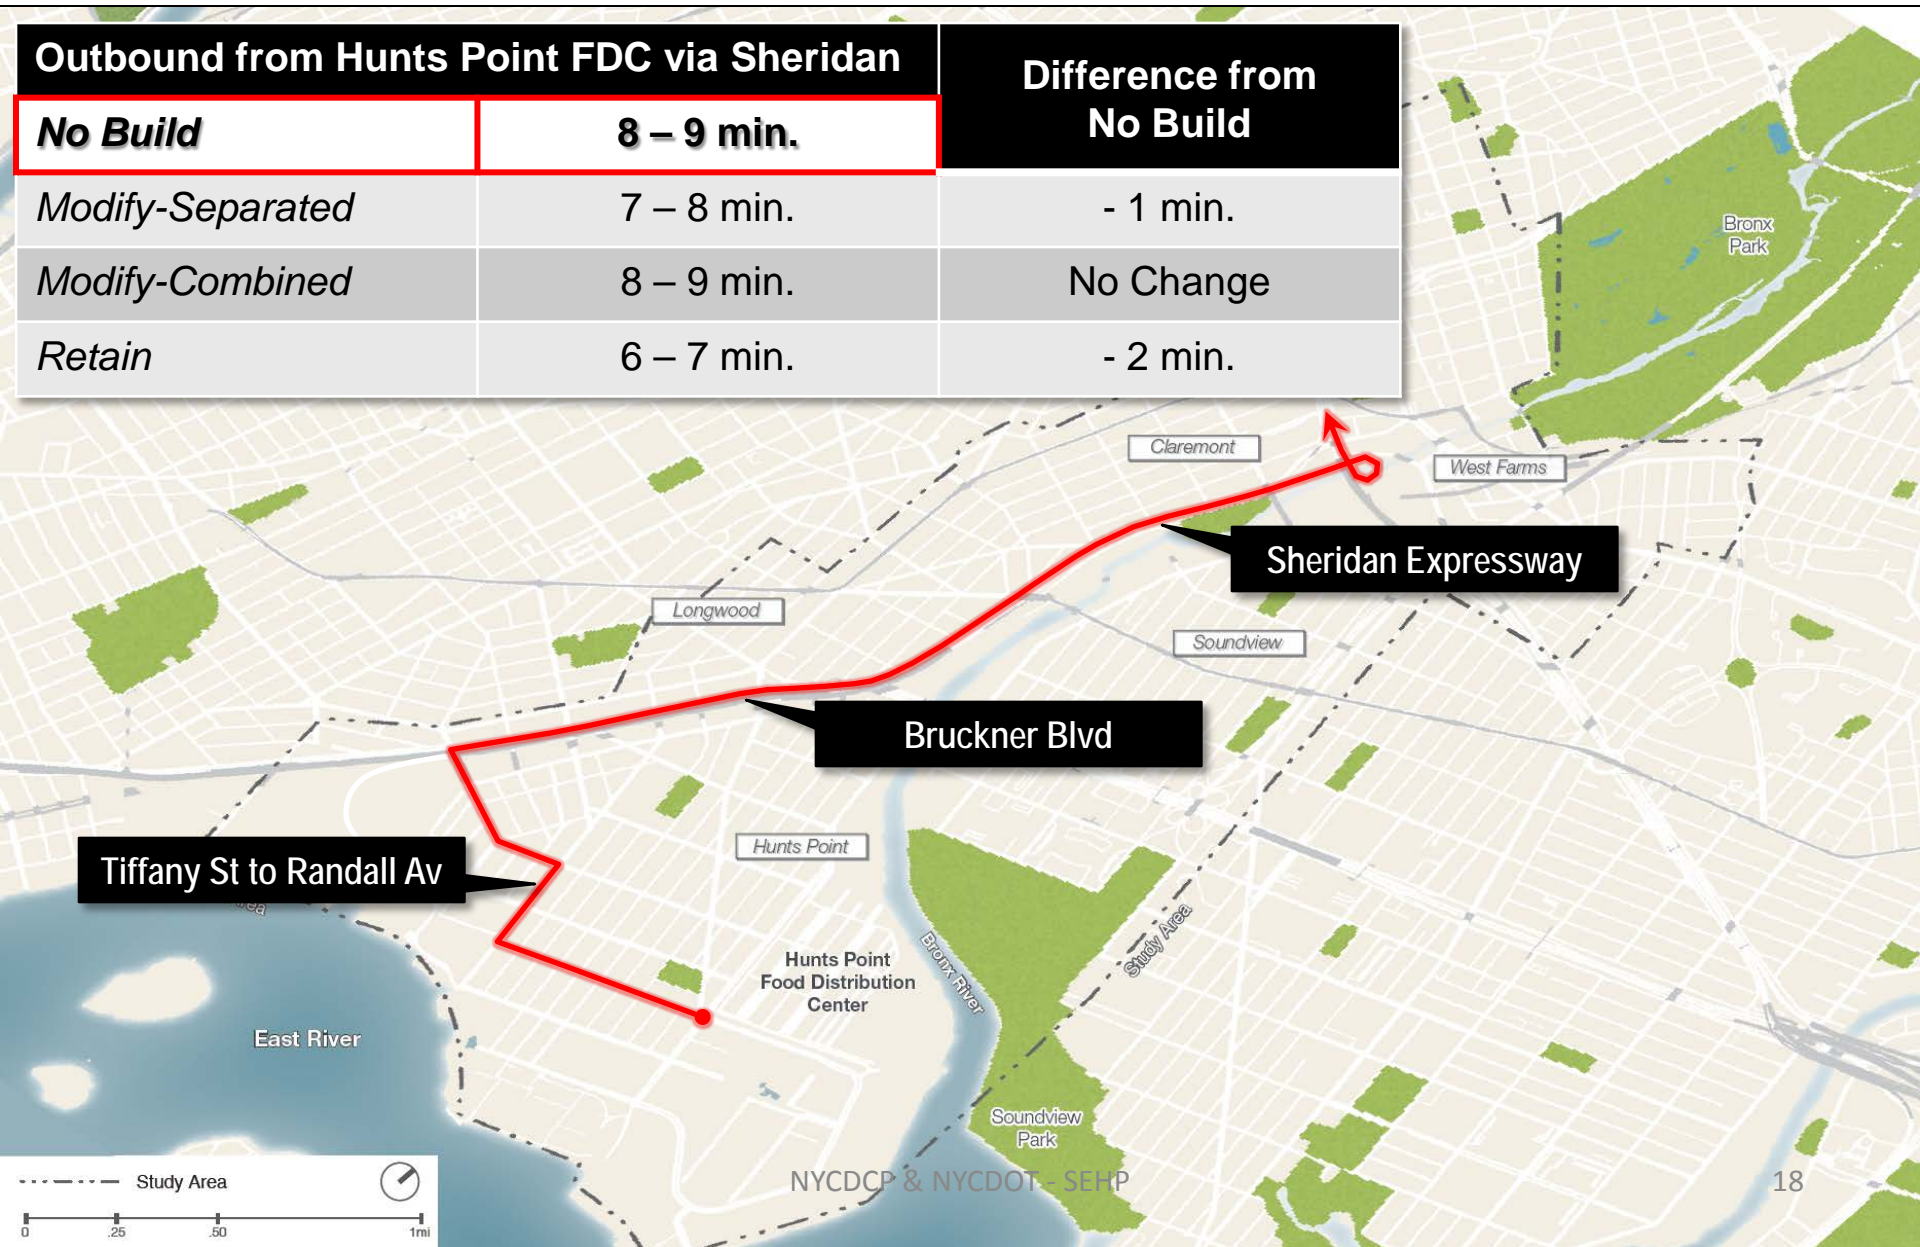 Outbound from Hunts Point FDC via Sheridan
Difference from
No Build
No Build 8 – 9 min.
Modify-Separated 7 – 8 min. - 1 min.
Modify-Combined 8 – 9 min. No Change
Retain 6 – 7 min. - 2 min.
Bronx
Park
Claremont
West Farms
Sheridan Expressway
Longwood
Soundview
Bruckner Blvd
Hunts Point
Tiffany St to Randall Av
Study Area
Bronx River
Hunts Point
Food Distribution
Center
East River
Soundview
Park
Study Area
0 .25 .50 1mi
NYCDCP & NYCDOT - SEHP
18